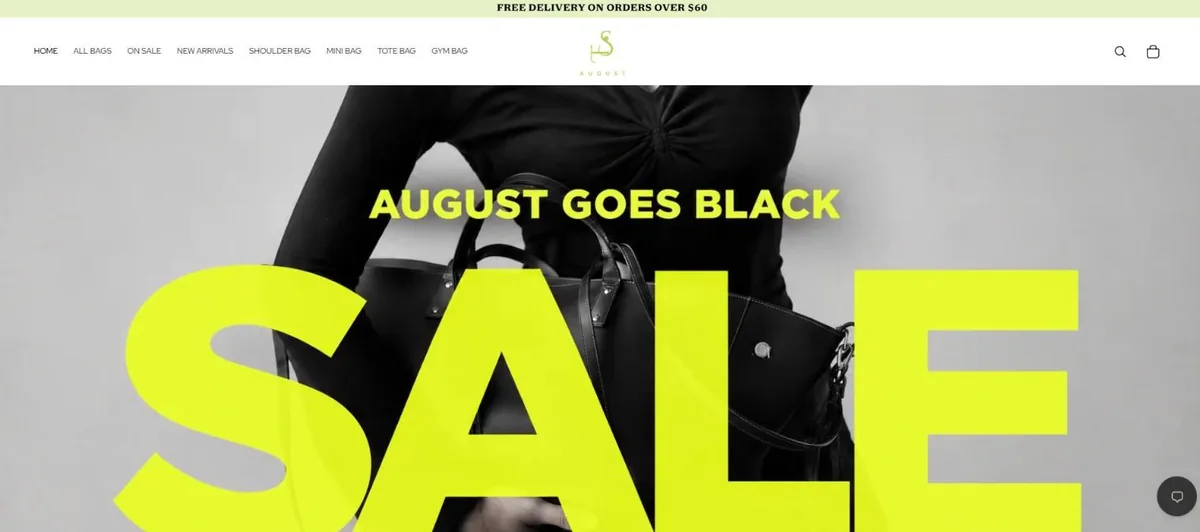 FREE DELIVERY ON ORDERS OVER $60
HOME ALL BAGS ON SALE NEW ARRIVALS SHOULDER BAG MINI BAG TOTE BAG GYM BAG
AUGUST
AUGUST GOES BLACK
SALE